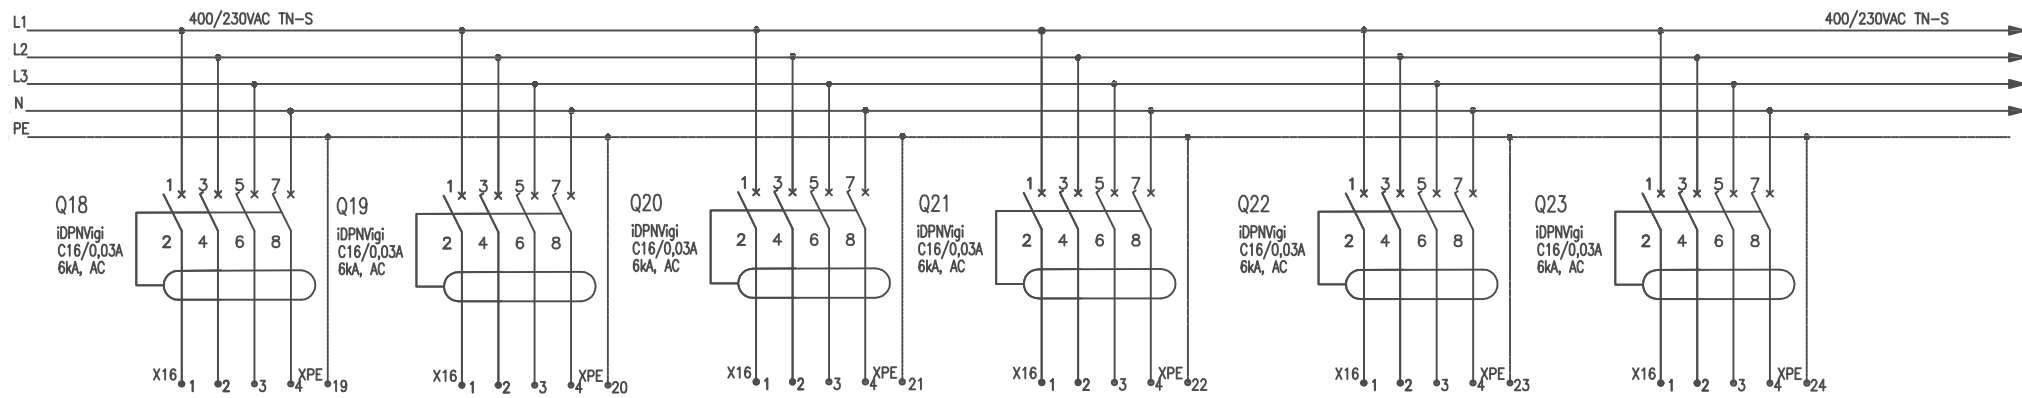 L1 400/230VAC TN-S 400/230VAC TN-S
L2
L3
N
PE
1 3 5 7 1 3 5 7 1 3 5 7 1 3 5 7 1 3 5 7 1 3 5 7
Q18 Q19 Q20 Q21 Q22 Q23
iDPNVigi iDPNVigi iDPNVigi iDPNVigi iDPNVigi iDPNVigi
2 4 6 8 2 4 6 8 2 4 6 8 2 4 6 8 2 4 6 8 2 4 6 8
C16/0,03A C16/0,03A C16/0,03A C16/0,03A C16/0,03A C16/0,03A
6kA, AC 6kA, AC 6kA, AC 6kA, AC 6kA, AC 6kA, AC
X16 1 2 3 4 XPE 19 X16 1 2 3 4 XPE 20 X16 1 2 3 4 XPE 21 X16 1 2 3 4 XPE 22 X16 1 2 3 4 XPE 23 X16 1 2 3 4 XPE 24